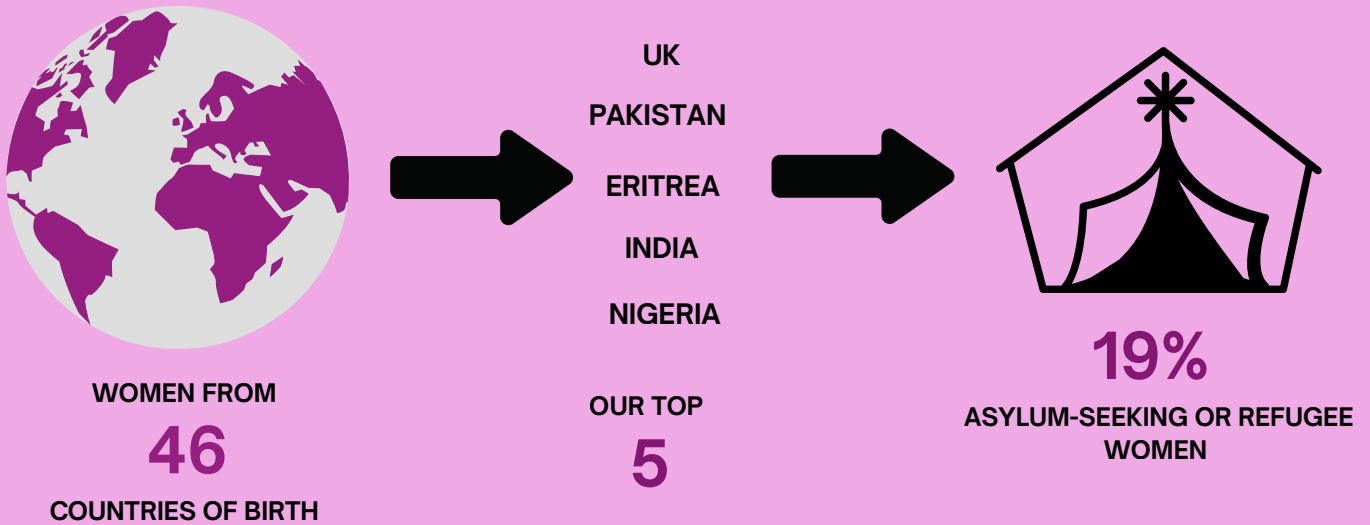 WOMEN FROM
46
COUNTRIES OF BIRTH
UK
PAKISTAN
ERITREA
INDIA
NIGERIA
OUR TOP
5
19%
ASYLUM-SEEKING OR REFUGEE
WOMEN